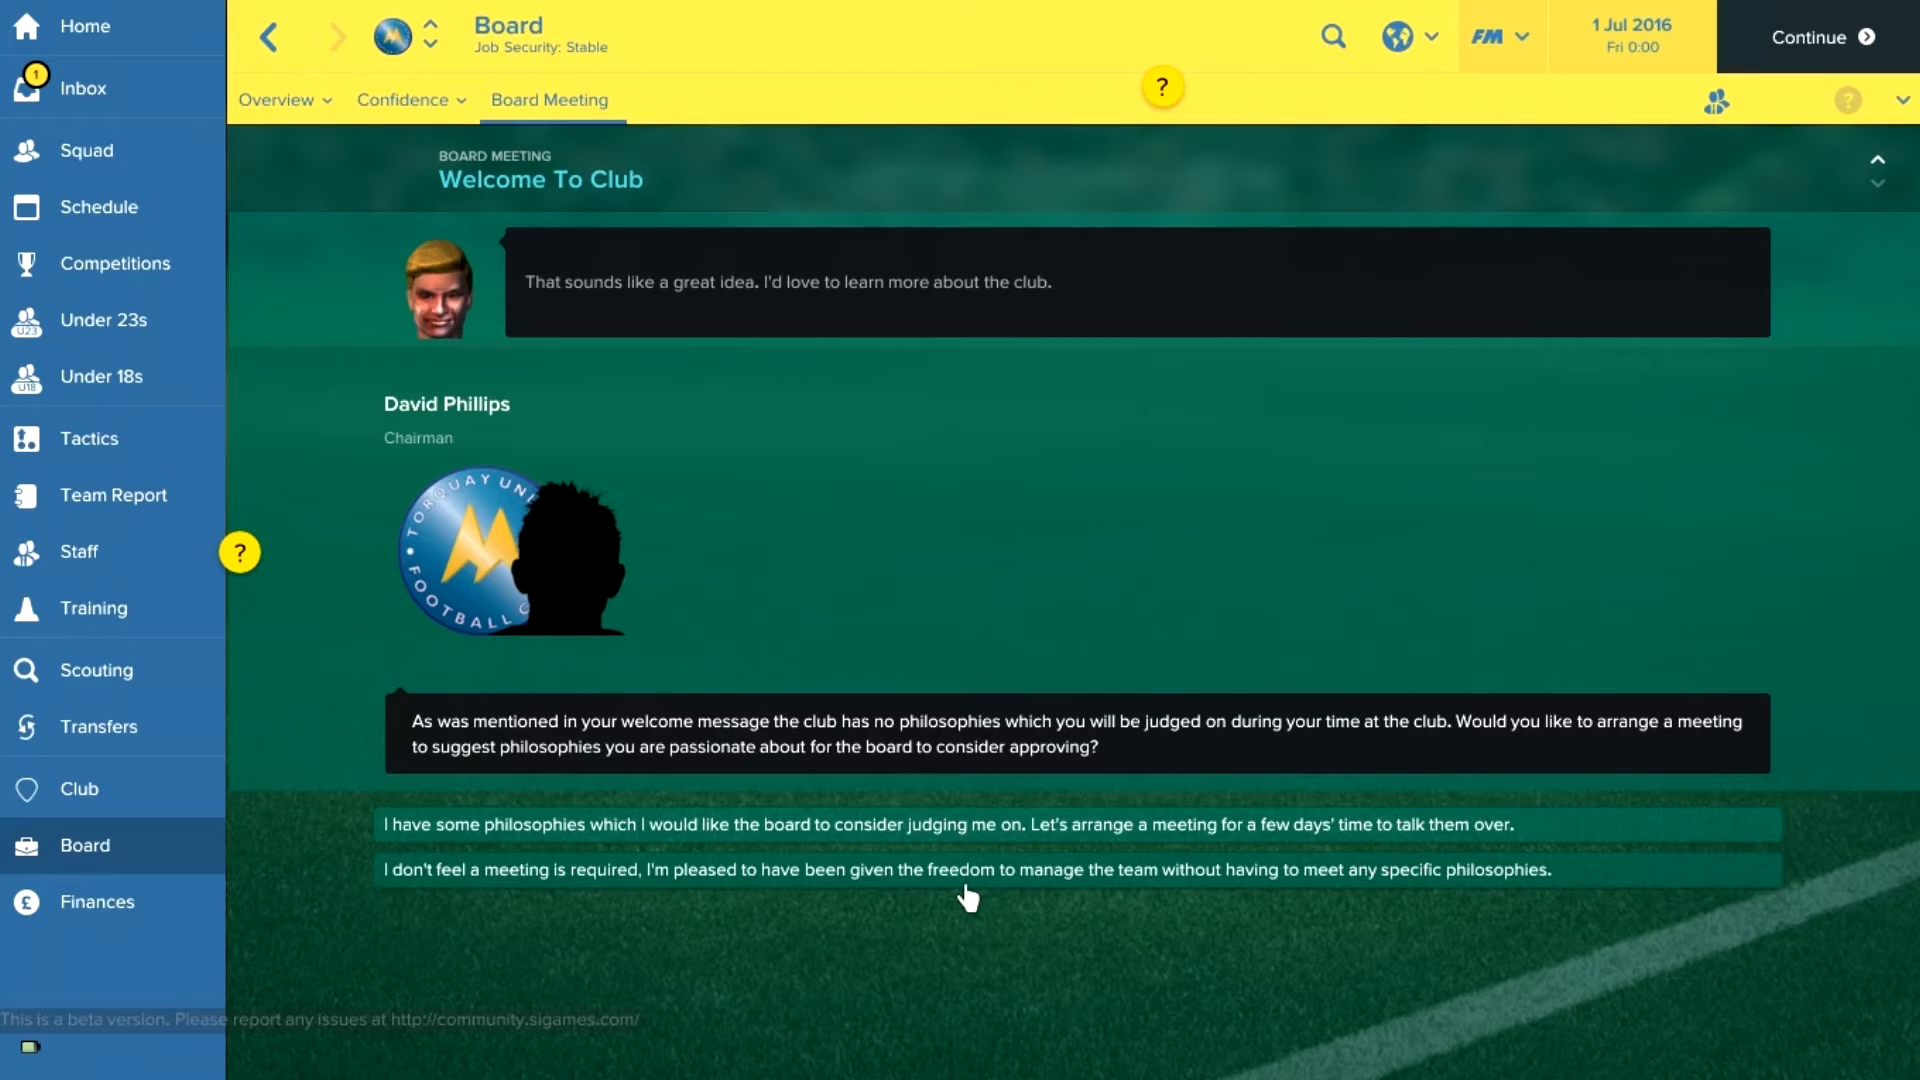 Home
Board
Job Security: Stable
FM
1 Jul 2016
Fri 0:00
Continue
1
Inbox
?
Overview
Confidence
Board Meeting
?
Squad
BOARD MEETING
Welcome To Club
Schedule
Competitions
That sounds like a great idea. I'd love to learn more about the club.
U23
Under 23s
U18
Under 18s
David Phillips
Chairman
Tactics
Team Report
TORQUAY UNI
FOOTBALL C
Staff
?
Training
Scouting
Transfers
As was mentioned in your welcome message the club has no philosophies which you will be judged on during your time at the club. Would you like to arrange a meeting
to suggest philosophies you are passionate about for the board to consider approving?
Club
I have some philosophies which I would like the board to consider judging me on. Let's arrange a meeting for a few days' time to talk them over.
Board
I don't feel a meeting is required, I'm pleased to have been given the freedom to manage the team without having to meet any specific philosophies.
£
Finances
This is a beta version. Please report any issues at http://community.sigames.com/